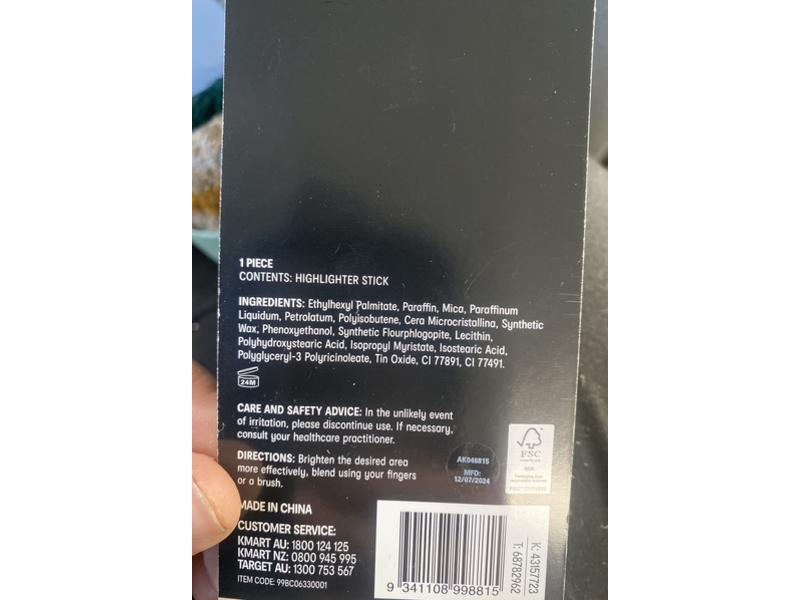 1 PIECE
CONTENTS: HIGHLIGHTER STICK
INGREDIENTS: Ethylhexyl Palmitate, Paraffin, Mica, Paraffinum
Liquidum, Petrolatum, Polyisobutene, Cera Microcristallina, Synthetic
Wax, Phenoxyethanol, Synthetic Flourphlogopite, Lecithin,
Polyhydroxystearic Acid, Isopropyl Myristate, Isostearic Acid,
Polyglyceryl-3 Polyricinoleate, Tin Oxide, CI 77891, CI 77491.
24M
CARE AND SAFETY ADVICE: In the unlikely event
of irritation, please discontinue use. If necessary,
consult your healthcare practitioner.
DIRECTIONS: Brighten the desired area
more effectively, blend using your fingers
or a brush.
AK046815
MFD:
12/07/2024
FSC
MIX
Packaging from
responsible sources
MADE IN CHINA
CUSTOMER SERVICE:
KMART AU: 1800 124 125
KMART NZ: 0800 945 995
TARGET AU: 1300 753 567
ITEM CODE: 99BC06330001
9 341108 998815
K: 43157723
T: 68782962